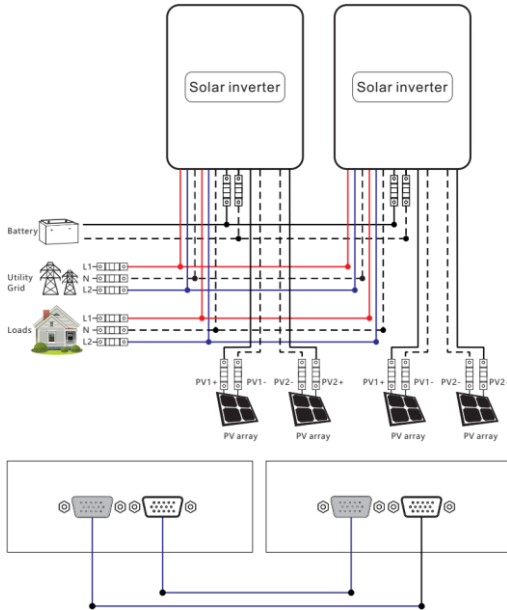 Solar inverter
Solar inverter
Battery
Utility
Grid
L1
N
L2
Loads
L1
N
L2
PV1+ PV1- PV2- PV2+ PV1+ PV1- PV2- PV2+
PV array PV array PV array PV array